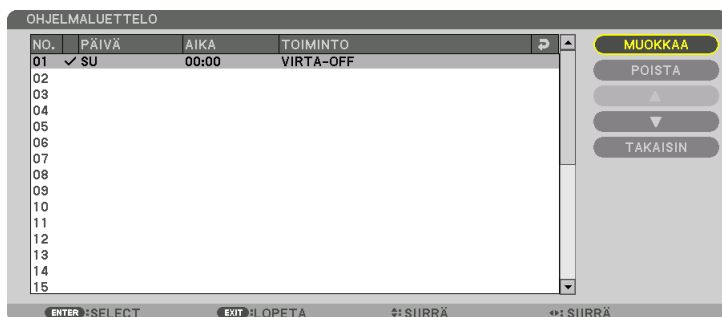 OHJELMALUETTELO
NO. PÄIVÄ AIKA TOIMINTO
01 ✓ SU 00:00 VIRTA-OFF
02
03
04
05
06
07
08
09
10
11
12
13
14
15
MUOKKAA
POISTA
▲
▼
TAKAISIN
ENTER :SELECT EXIT :LOPETA :SIIRRÄ :SIIRRÄ